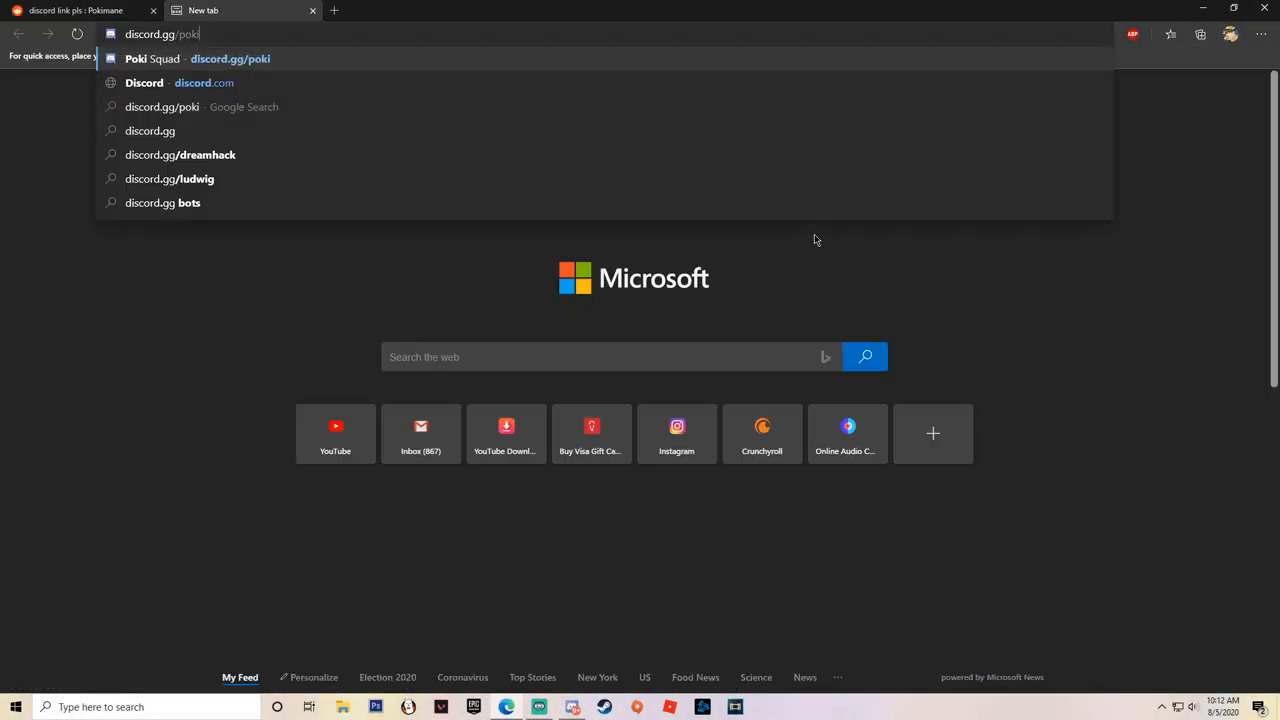 discord link pls : Pokimane
New tab
discord.gg/poki
For quick access, place y
Poki Squad - discord.gg/poki
Discord - discord.com
discord.gg/poki - Google Search
discord.gg
discord.gg/dreamhack
discord.gg/ludwig
discord.gg bots
ABP
Microsoft
Search the web
YouTube
Inbox (867)
YouTube Downl...
Buy Visa Gift Ca...
Instagram
Crunchyroll
Online Audio C...
My Feed
Personalize
Election 2020
Coronavirus
Top Stories
New York
US
Food News
Science
News
...
powered by Microsoft News
Type here to search
10:12 AM
8/5/2020
2